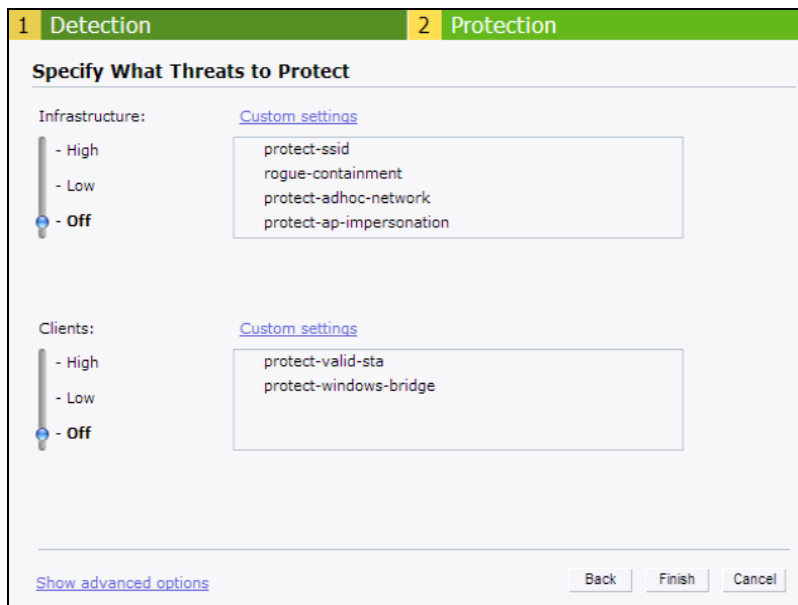 1 Detection 2 Protection
Specify What Threats to Protect
Infrastructure: Custom settings
- High
- Low
- Off
protect-ssid
rogue-containment
protect-adhoc-network
protect-ap-impersonation
Clients: Custom settings
- High
- Low
- Off
protect-valid-sta
protect-windows-bridge
Show advanced options Back Finish Cancel